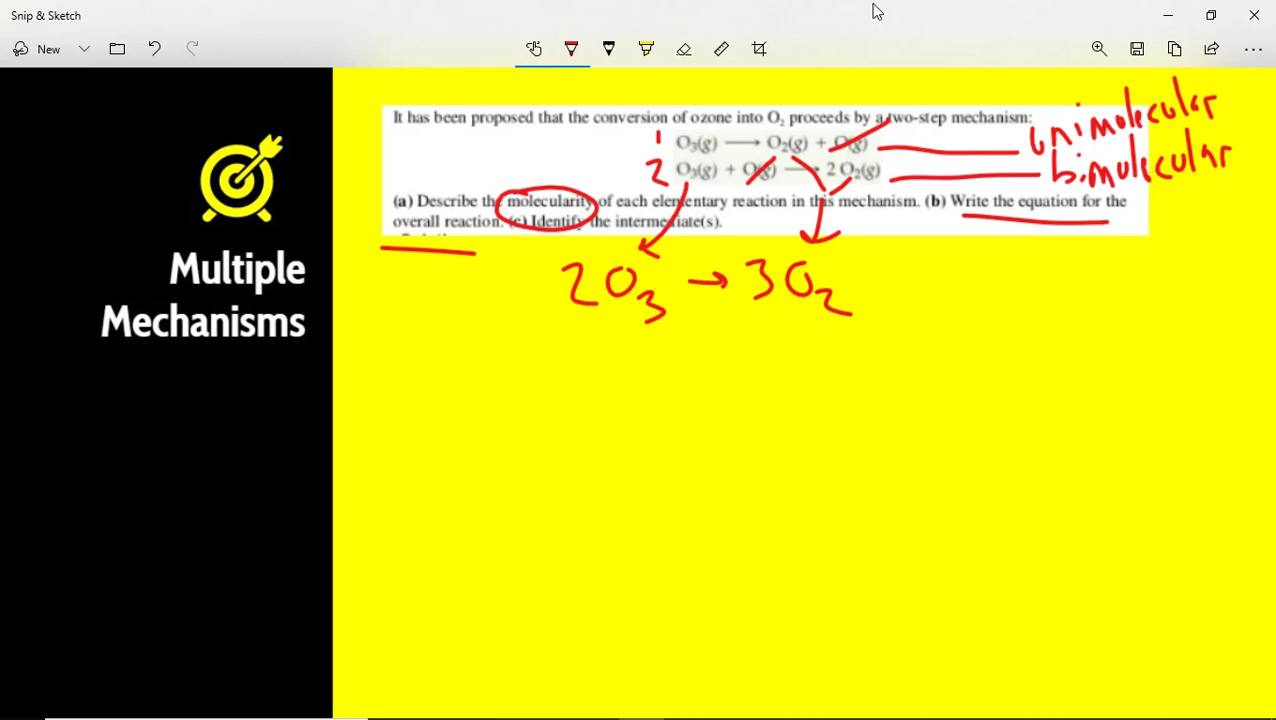 Snip & Sketch
New
It has been proposed that the conversion of ozone into O₂ proceeds by a two-step mechanism:
1 O₃(g) ⟶ O₂(g) + O(g) unimolecular
2 O₃(g) + O(g) ⟶ 2 O₂(g) bimolecular
(a) Describe the molecularity of each elementary reaction in this mechanism. (b) Write the equation for the
overall reaction. (c) Identify the intermediate(s).
2O₃ → 3O₂
Multiple
Mechanisms